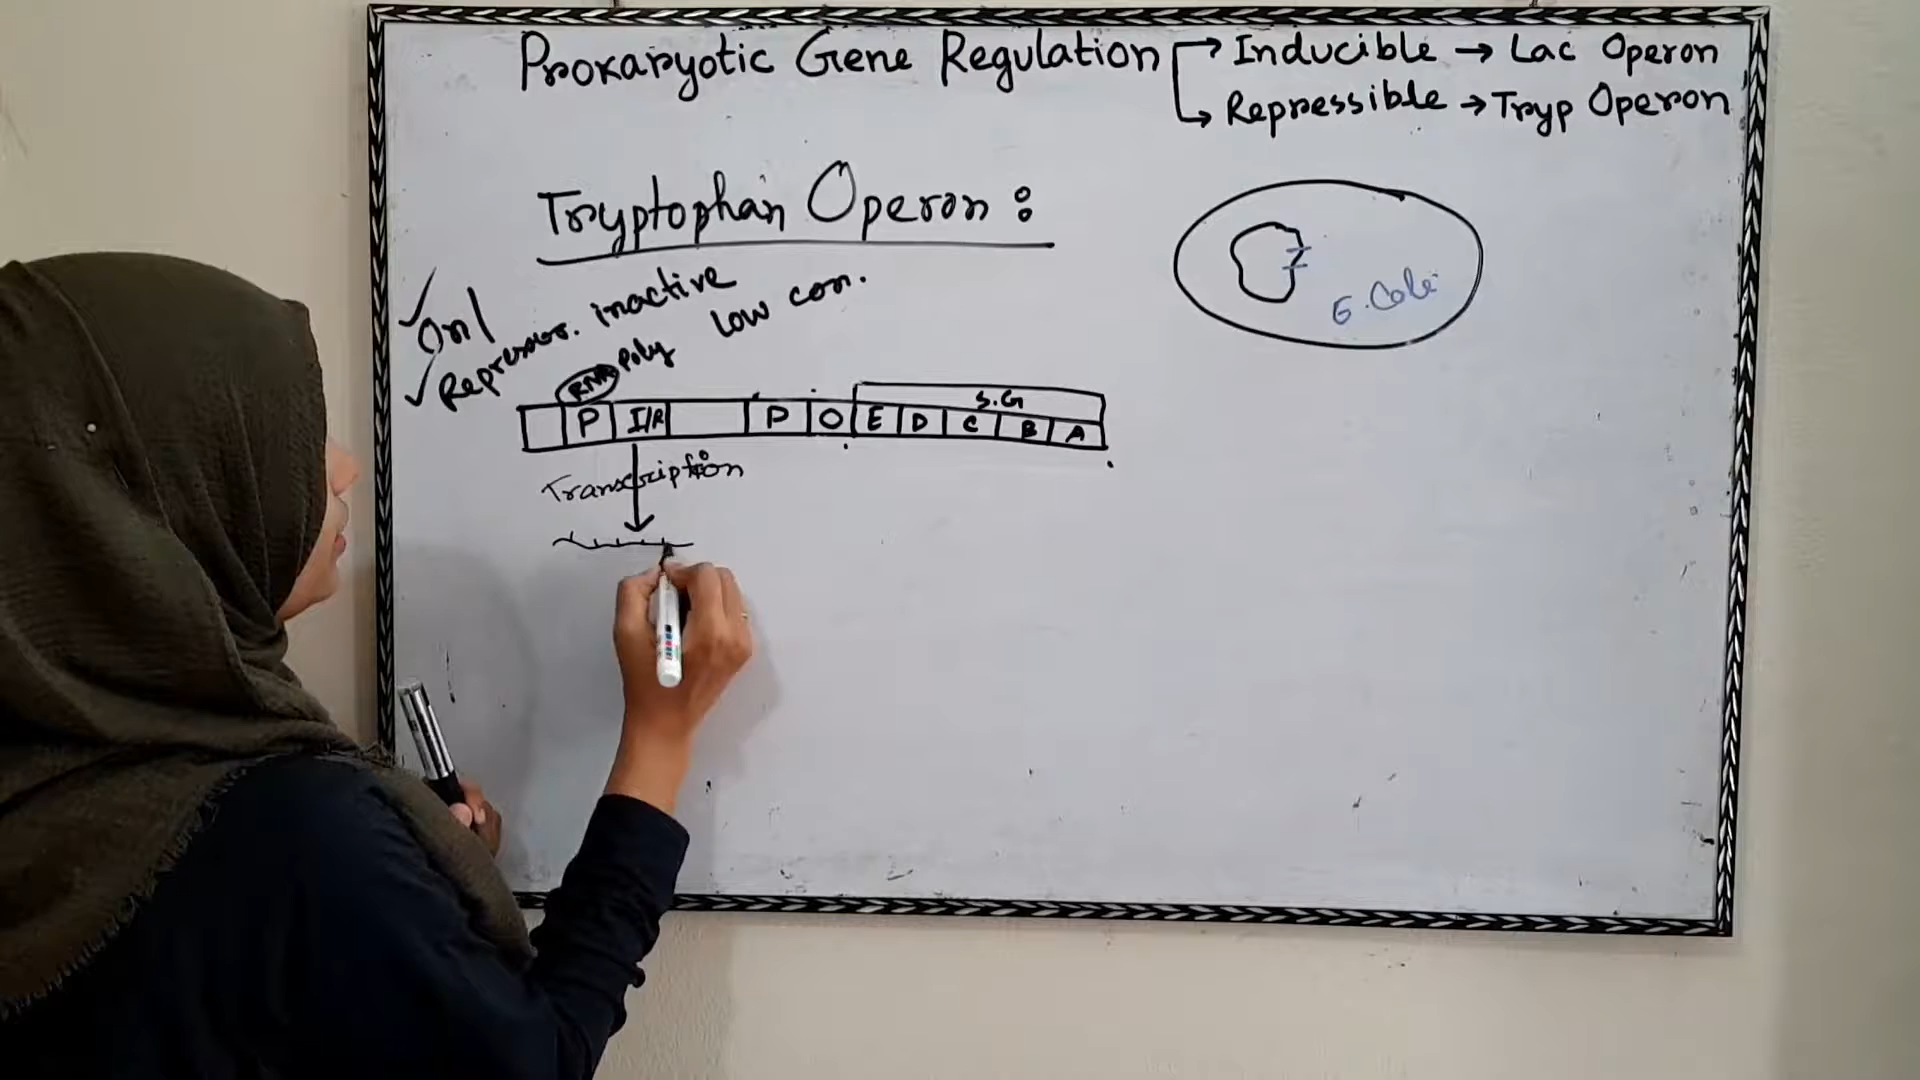 Prokaryotic Gene Regulation → Inducible → Lac Operon
→ Repressible → Tryp Operon
Tryptophan Operon :
E. Coli
✓ On
✓ Repressor. inactive
low con.
RNA Poly
S.G
P I/R P O E D C B A
Transcription